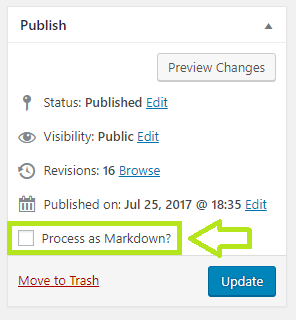 Publish
Preview Changes
Status: Published Edit
Visibility: Public Edit
Revisions: 16 Browse
Published on: Jul 25, 2017 @ 18:35 Edit
Process as Markdown?
Move to Trash
Update